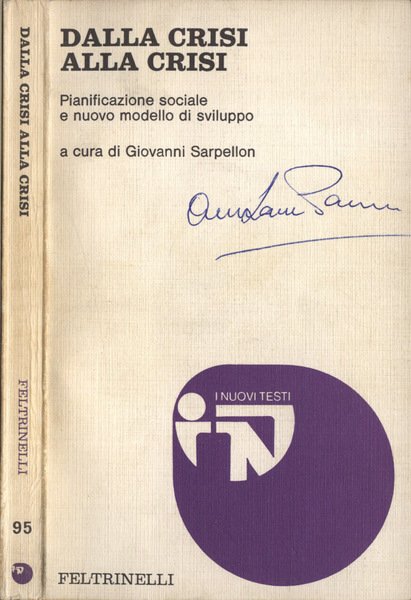 DALLA CRISI ALLA CRISI
FELTRINELLI
95
DALLA CRISI
ALLA CRISI
Pianificazione sociale
e nuovo modello di sviluppo
a cura di Giovanni Sarpellon
I NUOVI TESTI
FELTRINELLI